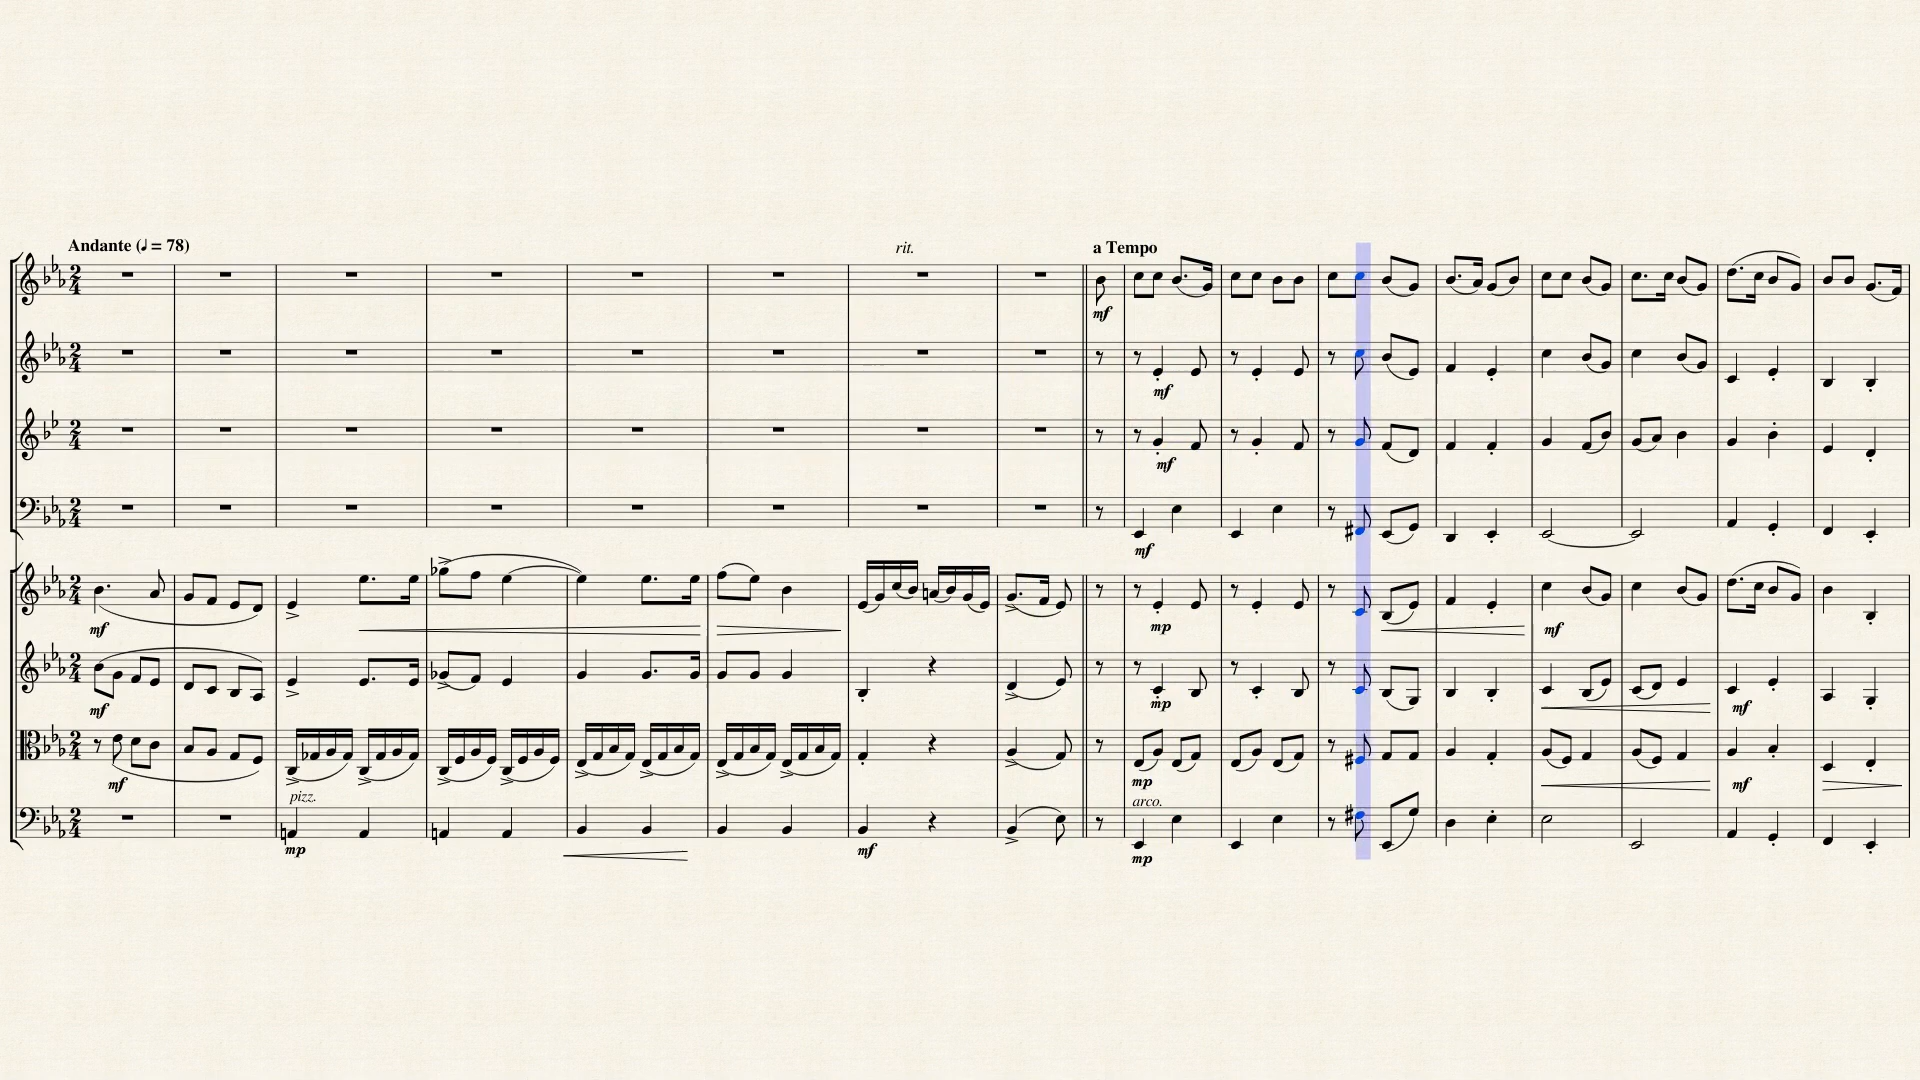 Andante (♩ = 78)
rit.
a Tempo
mf
mf
mf
mf
mf
mp
mf
mf
mp
mf
mf
mp
mf
pizz.
arco.
mp
mf
mp